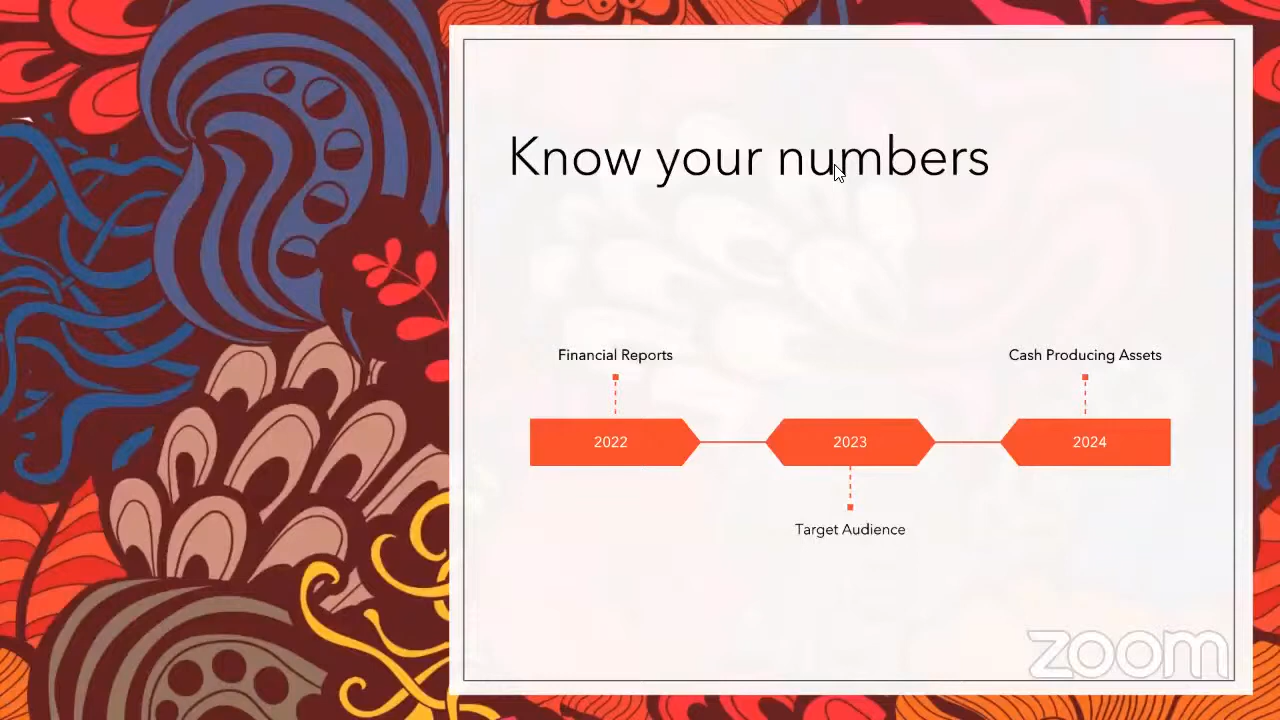 Know your numbers
Financial Reports
Cash Producing Assets
2022
2023
2024
Target Audience
zoom